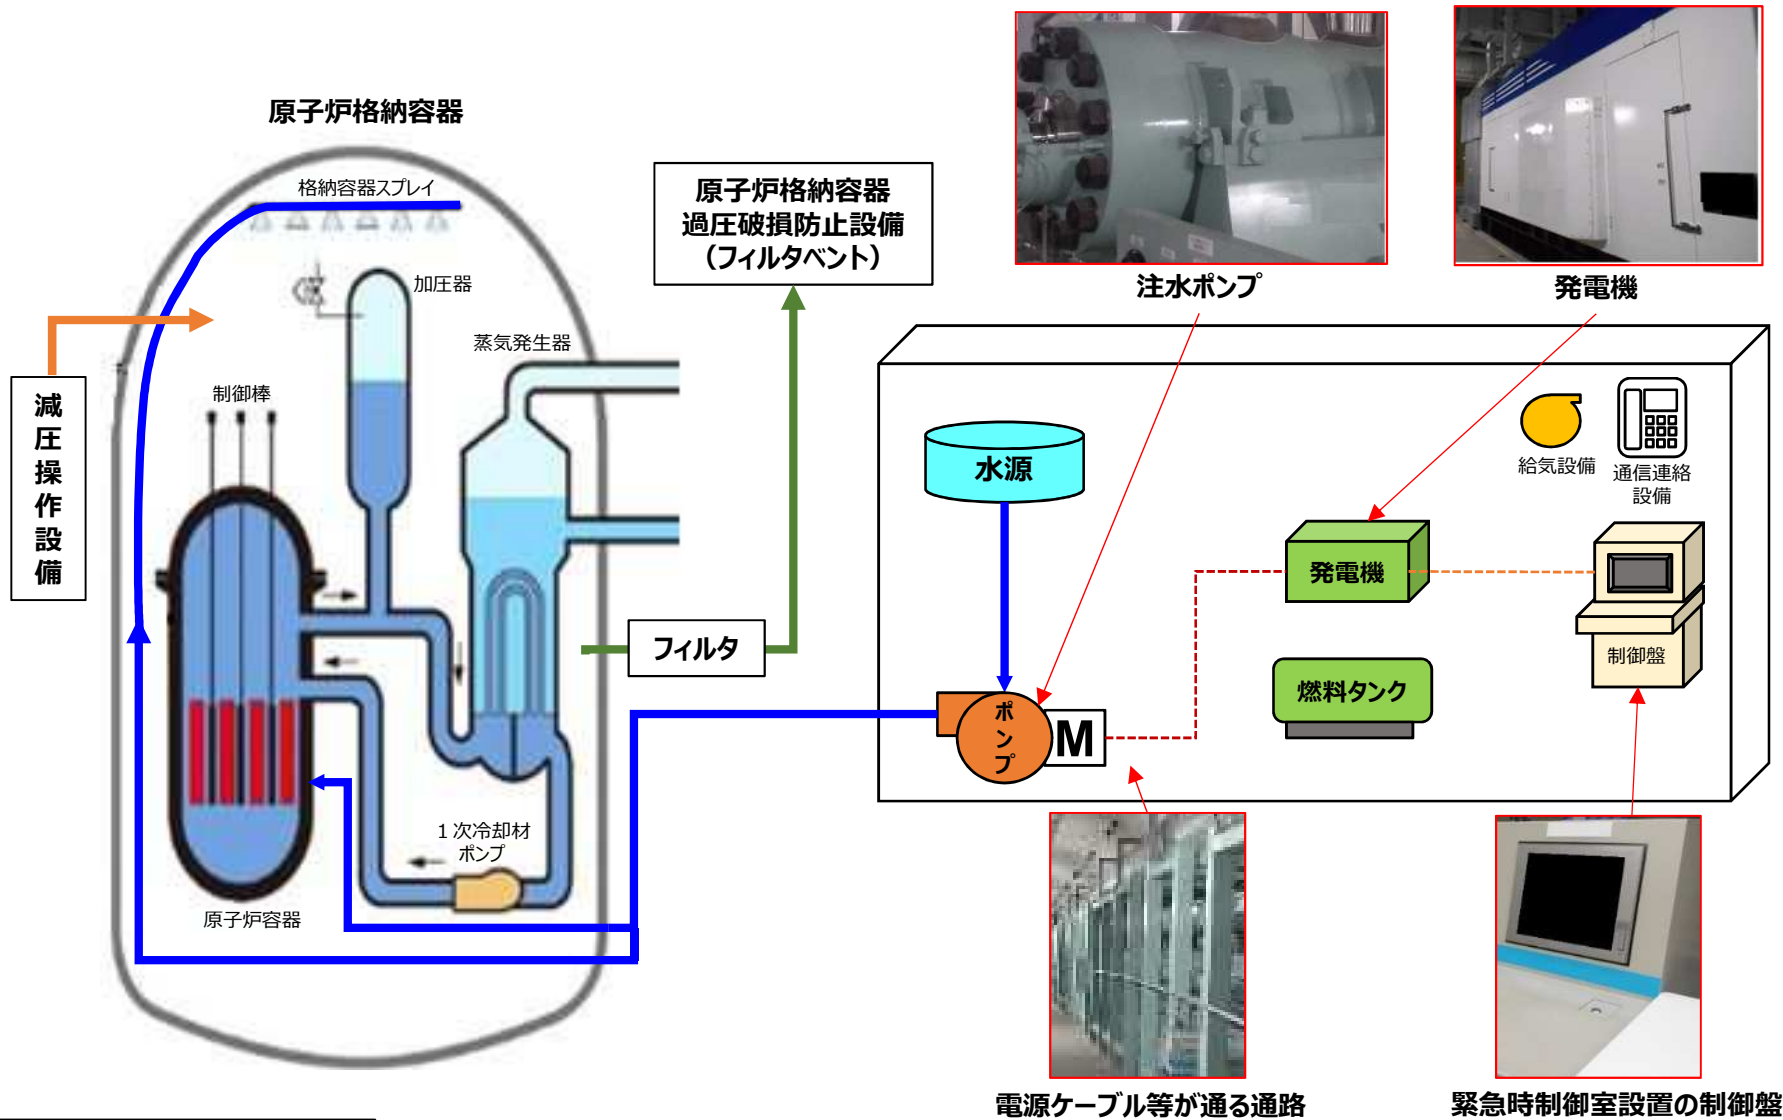 原子炉格納容器
格納容器スプレイ
加圧器
蒸気発生器
制御棒
減
圧
操
作
設
備
原子炉格納容器
過圧破損防止設備
（フィルタベント）
フィルタ
1次冷却材
ポンプ
原子炉容器
注水ポンプ
発電機
水源
給気設備
通信連絡
設備
発電機
制御盤
燃料タンク
ポ
ン
プ
M
電源ケーブル等が通る通路
緊急時制御室設置の制御盤